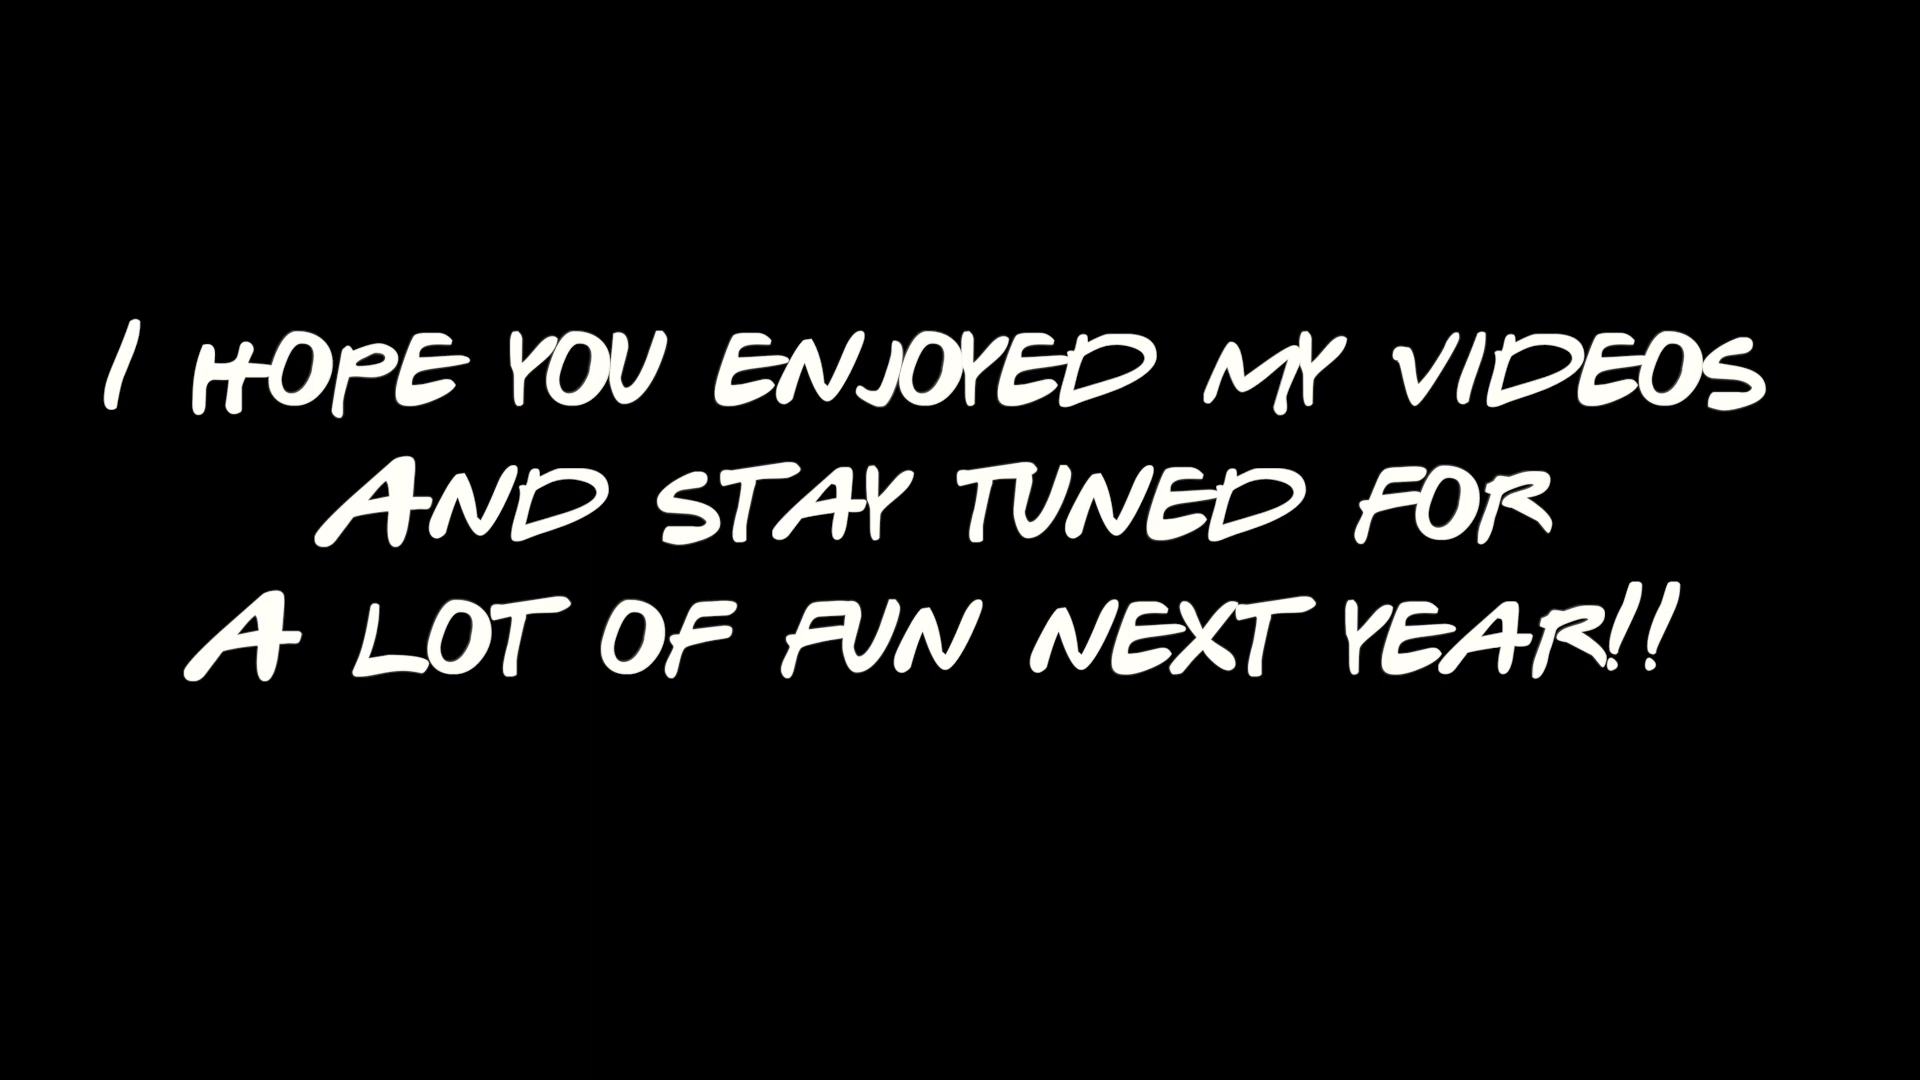 I HOPE YOU ENJOYED MY VIDEOS
AND STAY TUNED FOR
A LOT OF FUN NEXT YEAR!!